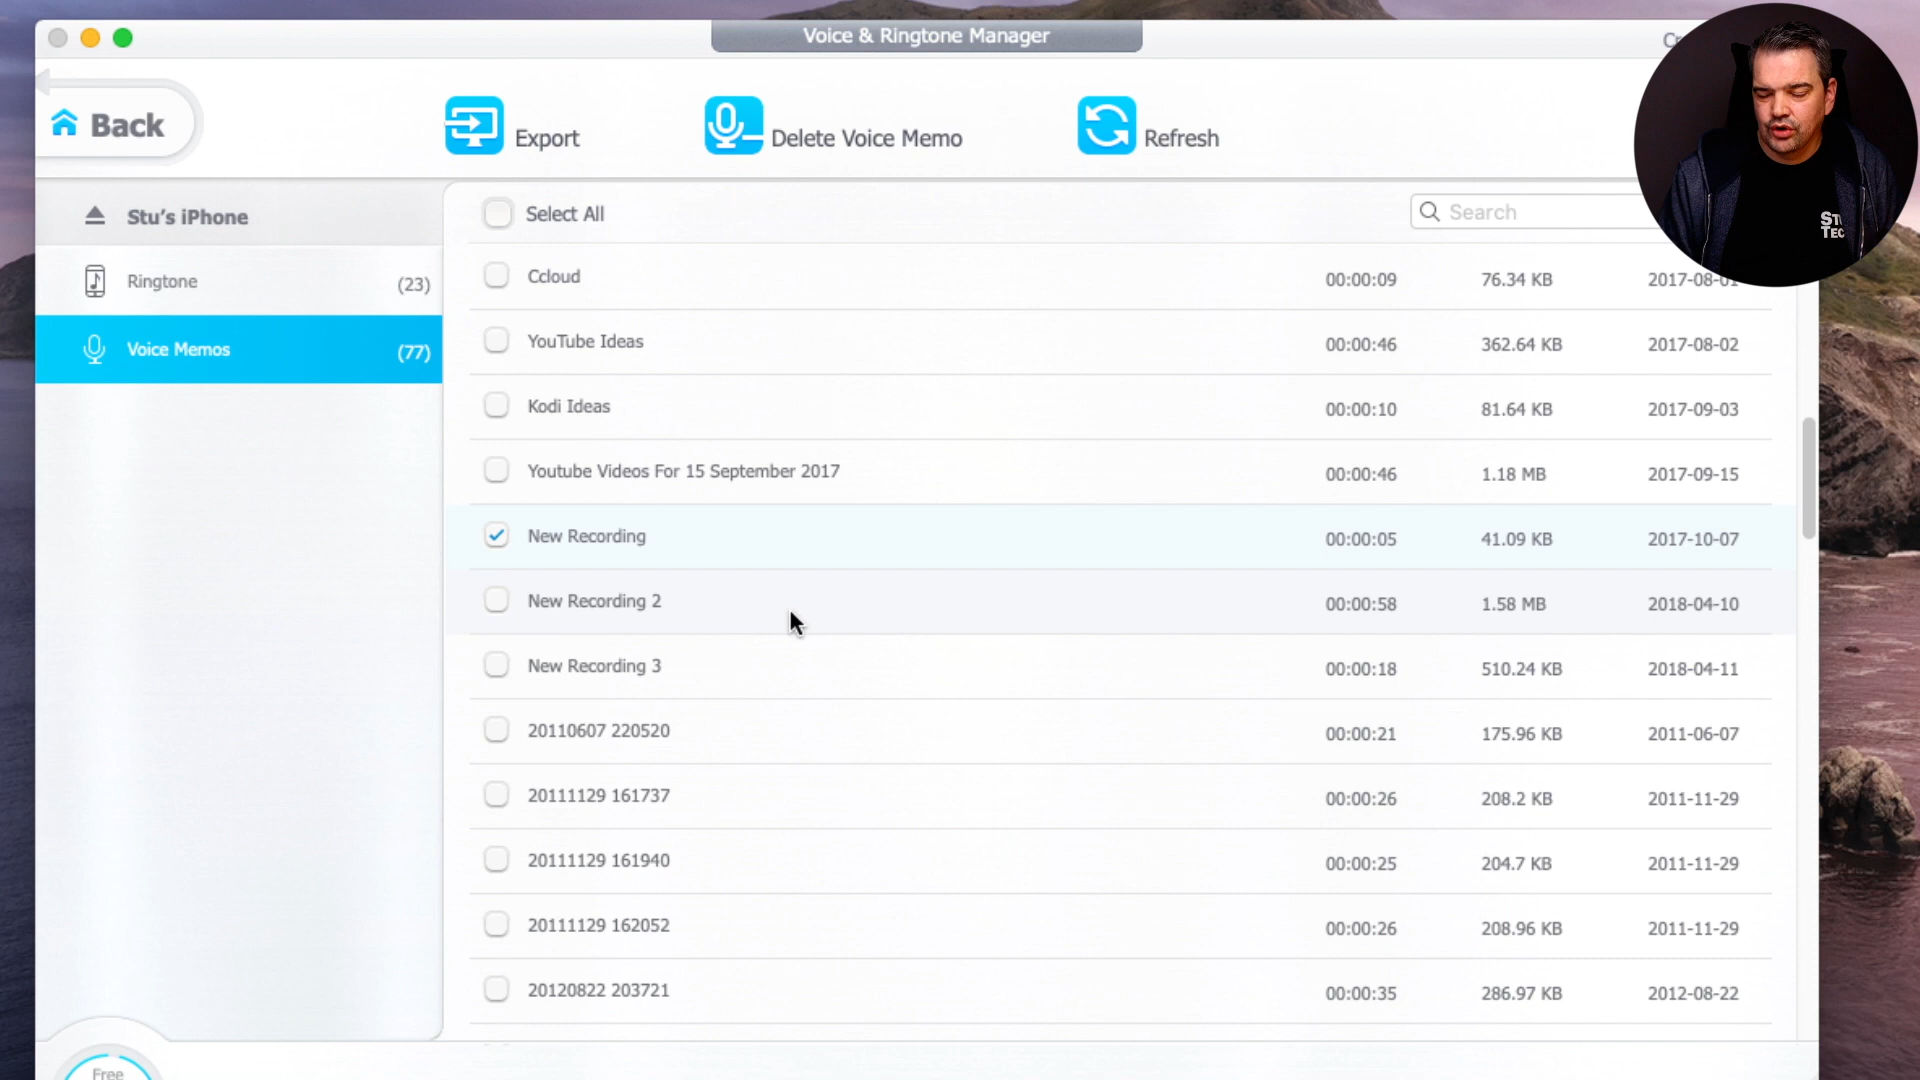 Voice & Ringtone Manager
Back
Export
Delete Voice Memo
Refresh
Stu's iPhone
Ringtone (23)
Voice Memos (77)
Select All
Search
Ccloud 00:00:09 76.34 KB 2017-08-01
YouTube Ideas 00:00:46 362.64 KB 2017-08-02
Kodi Ideas 00:00:10 81.64 KB 2017-09-03
Youtube Videos For 15 September 2017 00:00:46 1.18 MB 2017-09-15
New Recording 00:00:05 41.09 KB 2017-10-07
New Recording 2 00:00:58 1.58 MB 2018-04-10
New Recording 3 00:00:18 510.24 KB 2018-04-11
20110607 220520 00:00:21 175.96 KB 2011-06-07
20111129 161737 00:00:26 208.2 KB 2011-11-29
20111129 161940 00:00:25 204.7 KB 2011-11-29
20111129 162052 00:00:26 208.96 KB 2011-11-29
20120822 203721 00:00:35 286.97 KB 2012-08-22
Free